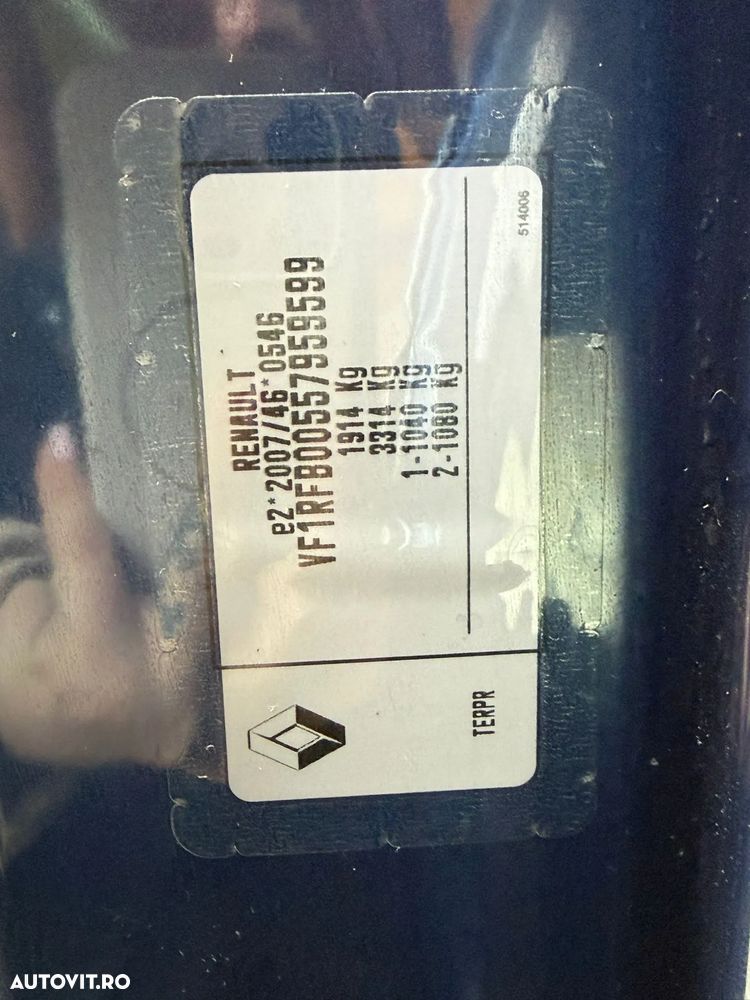 RENAULT
e2*2007/46*0546
VF1RFB00557959599
1914 Kg
3314 Kg
1-1040 Kg
2-1080 Kg
514006
TERPR
AUTOVIT.RO